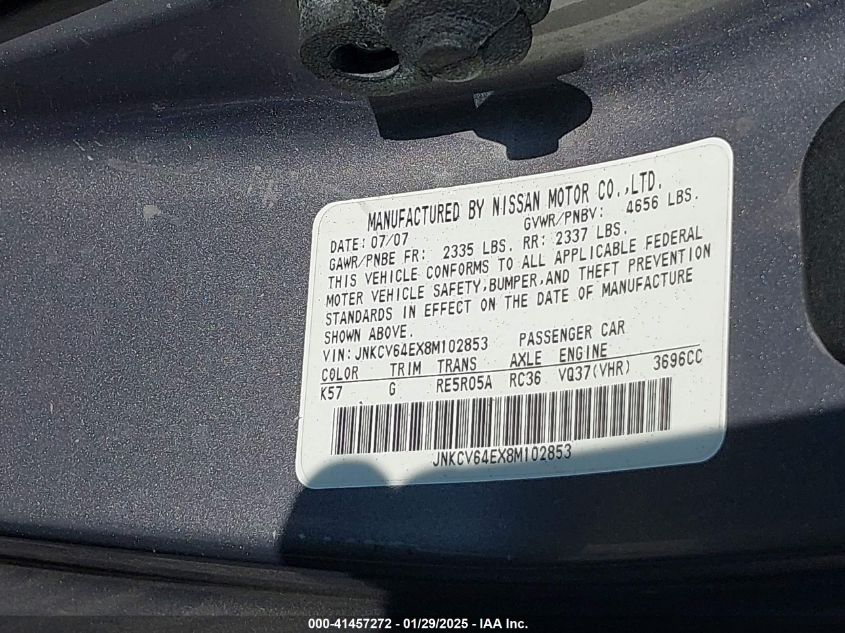 MANUFACTURED BY NISSAN MOTOR CO.,LTD.
DATE: 07/07 GVWR/PNBV: 4656 LBS.
GAWR/PNBE FR: 2335 LBS. RR: 2337 LBS.
THIS VEHICLE CONFORMS TO ALL APPLICABLE FEDERAL
MOTER VEHICLE SAFETY,BUMPER,AND THEFT PREVENTION
STANDARDS IN EFFECT ON THE DATE OF MANUFACTURE
SHOWN ABOVE.
VIN: JNKCV64EX8M102853 PASSENGER CAR
COLOR TRIM TRANS AXLE ENGINE
K57 G RE5R05A RC36 VQ37(VHR) 3696CC
JNKCV64EX8M102853
000-41457272 - 01/29/2025 - IAA Inc.